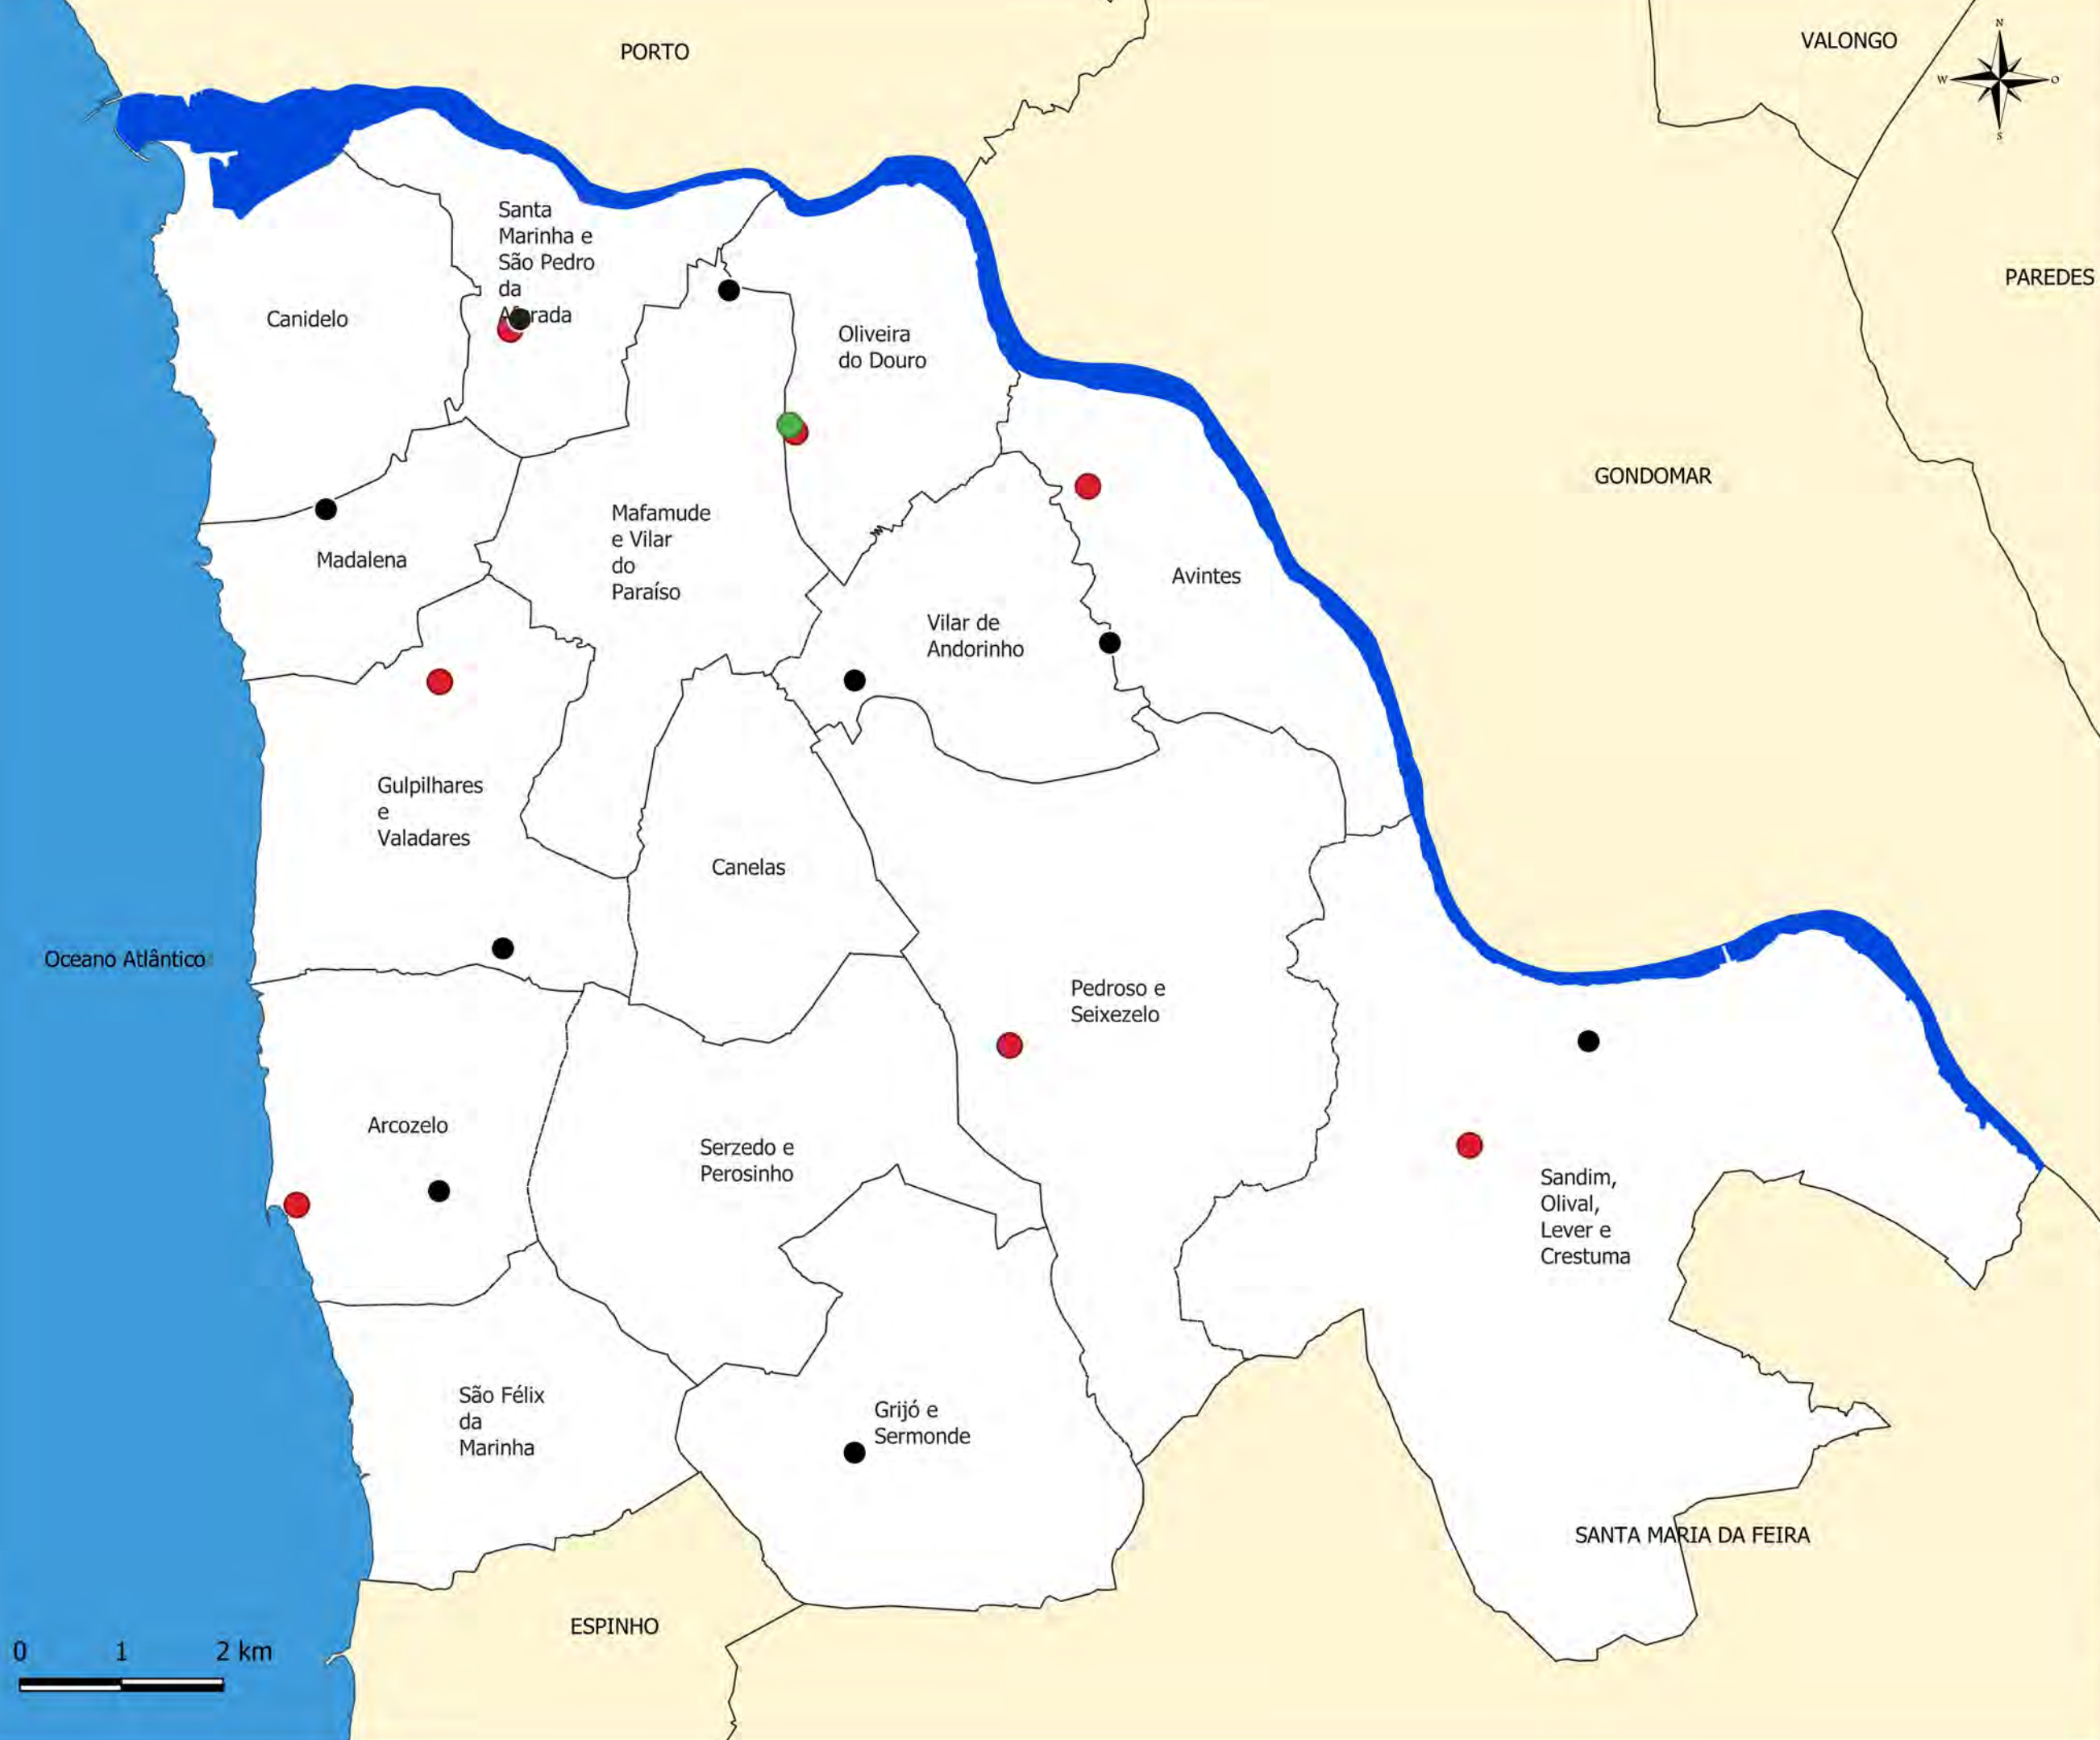 PORTO
VALONGO
N
W
O
S
Santa
Marinha e
São Pedro
da
PAREDES
Canidelo
Oliveira
do Douro
GONDOMAR
Mafamude
e Vilar
do
Paraíso
Madalena
Avintes
Vilar de
Andorinho
Gulpilhares
e
Valadares
Canelas
Oceano Atlântico
Pedroso e
Seixezelo
Arcozelo
Serzedo e
Perosinho
Sandim,
Olival,
Lever e
Crestuma
São Félix
da
Marinha
Grijó e
Sermonde
SANTA MARIA DA FEIRA
ESPINHO
0 1 2 km